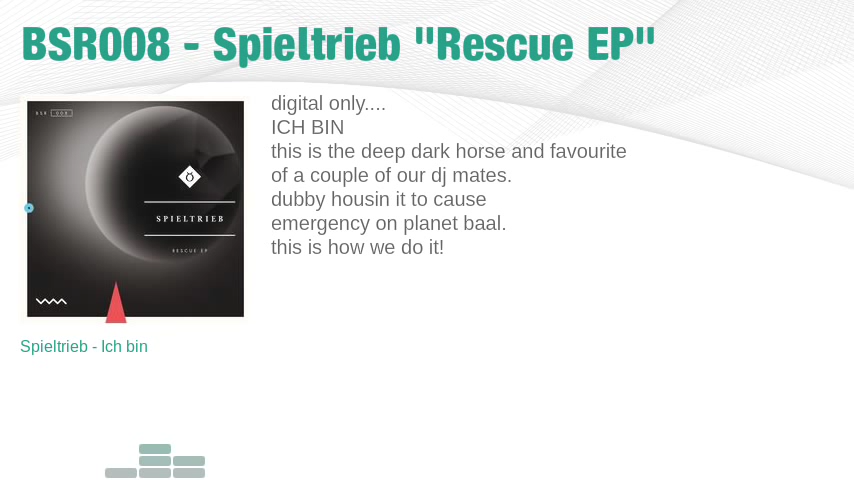 BSR008 - Spieltrieb "Rescue EP"
digital only....
ICH BIN
this is the deep dark horse and favourite
of a couple of our dj mates.
dubby housin it to cause
emergency on planet baal.
this is how we do it!
BSR 008
SPIELTRIEB
RESCUE EP
Spieltrieb - Ich bin